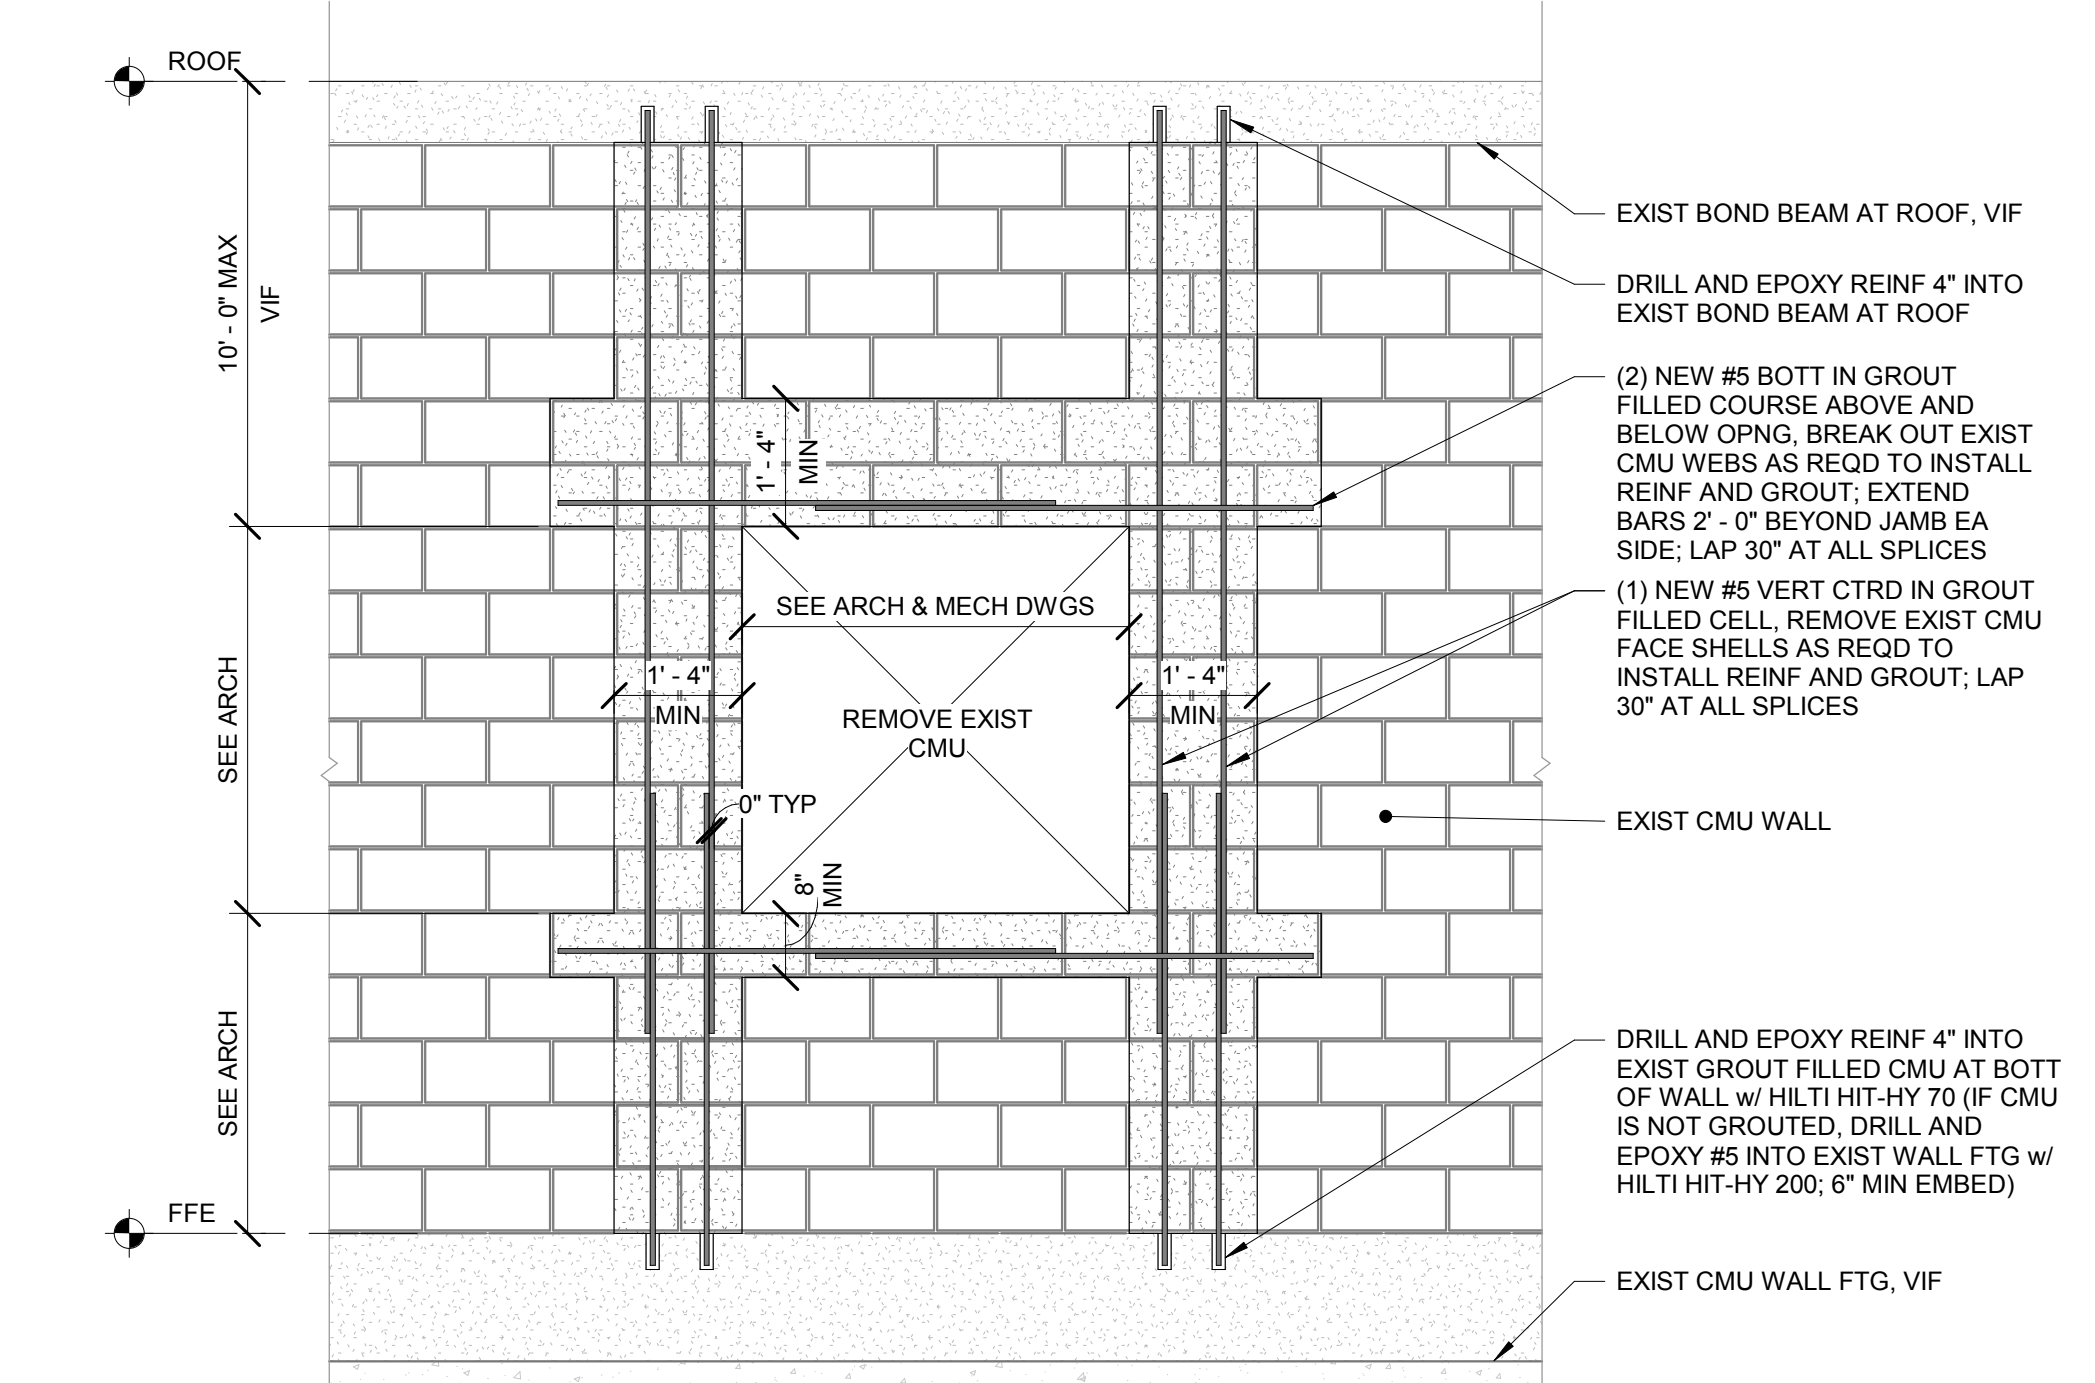 ROOF
10' - 0" MAX
VIF
SEE ARCH
SEE ARCH
FFE
1' - 4"
MIN
SEE ARCH & MECH DWGS
1' - 4"
MIN
1' - 4"
MIN
REMOVE EXIST
CMU
0" TYP
8"
MIN
EXIST BOND BEAM AT ROOF, VIF
DRILL AND EPOXY REINF 4" INTO
EXIST BOND BEAM AT ROOF
(2) NEW #5 BOTT IN GROUT
FILLED COURSE ABOVE AND
BELOW OPNG, BREAK OUT EXIST
CMU WEBS AS REQD TO INSTALL
REINF AND GROUT; EXTEND
BARS 2' - 0" BEYOND JAMB EA
SIDE; LAP 30" AT ALL SPLICES
(1) NEW #5 VERT CTRD IN GROUT
FILLED CELL, REMOVE EXIST CMU
FACE SHELLS AS REQD TO
INSTALL REINF AND GROUT; LAP
30" AT ALL SPLICES
EXIST CMU WALL
DRILL AND EPOXY REINF 4" INTO
EXIST GROUT FILLED CMU AT BOTT
OF WALL w/ HILTI HIT-HY 70 (IF CMU
IS NOT GROUTED, DRILL AND
EPOXY #5 INTO EXIST WALL FTG w/
HILTI HIT-HY 200; 6" MIN EMBED)
EXIST CMU WALL FTG, VIF